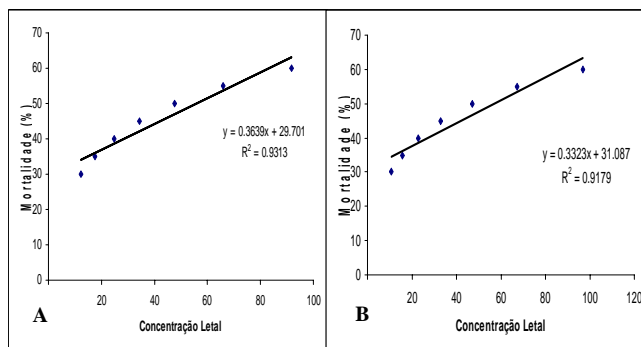 70
60
50
40
30
20
10
0
Mortalidade (%)
y = 0.3639x + 29.701
R² = 0.9313
20 40 60 80 100
A
Concentração Letal
70
60
50
40
30
20
10
0
Mortalidade (%)
y = 0.3323x + 31.087
R² = 0.9179
20 40 60 80 100 120
B
Concentração Letal